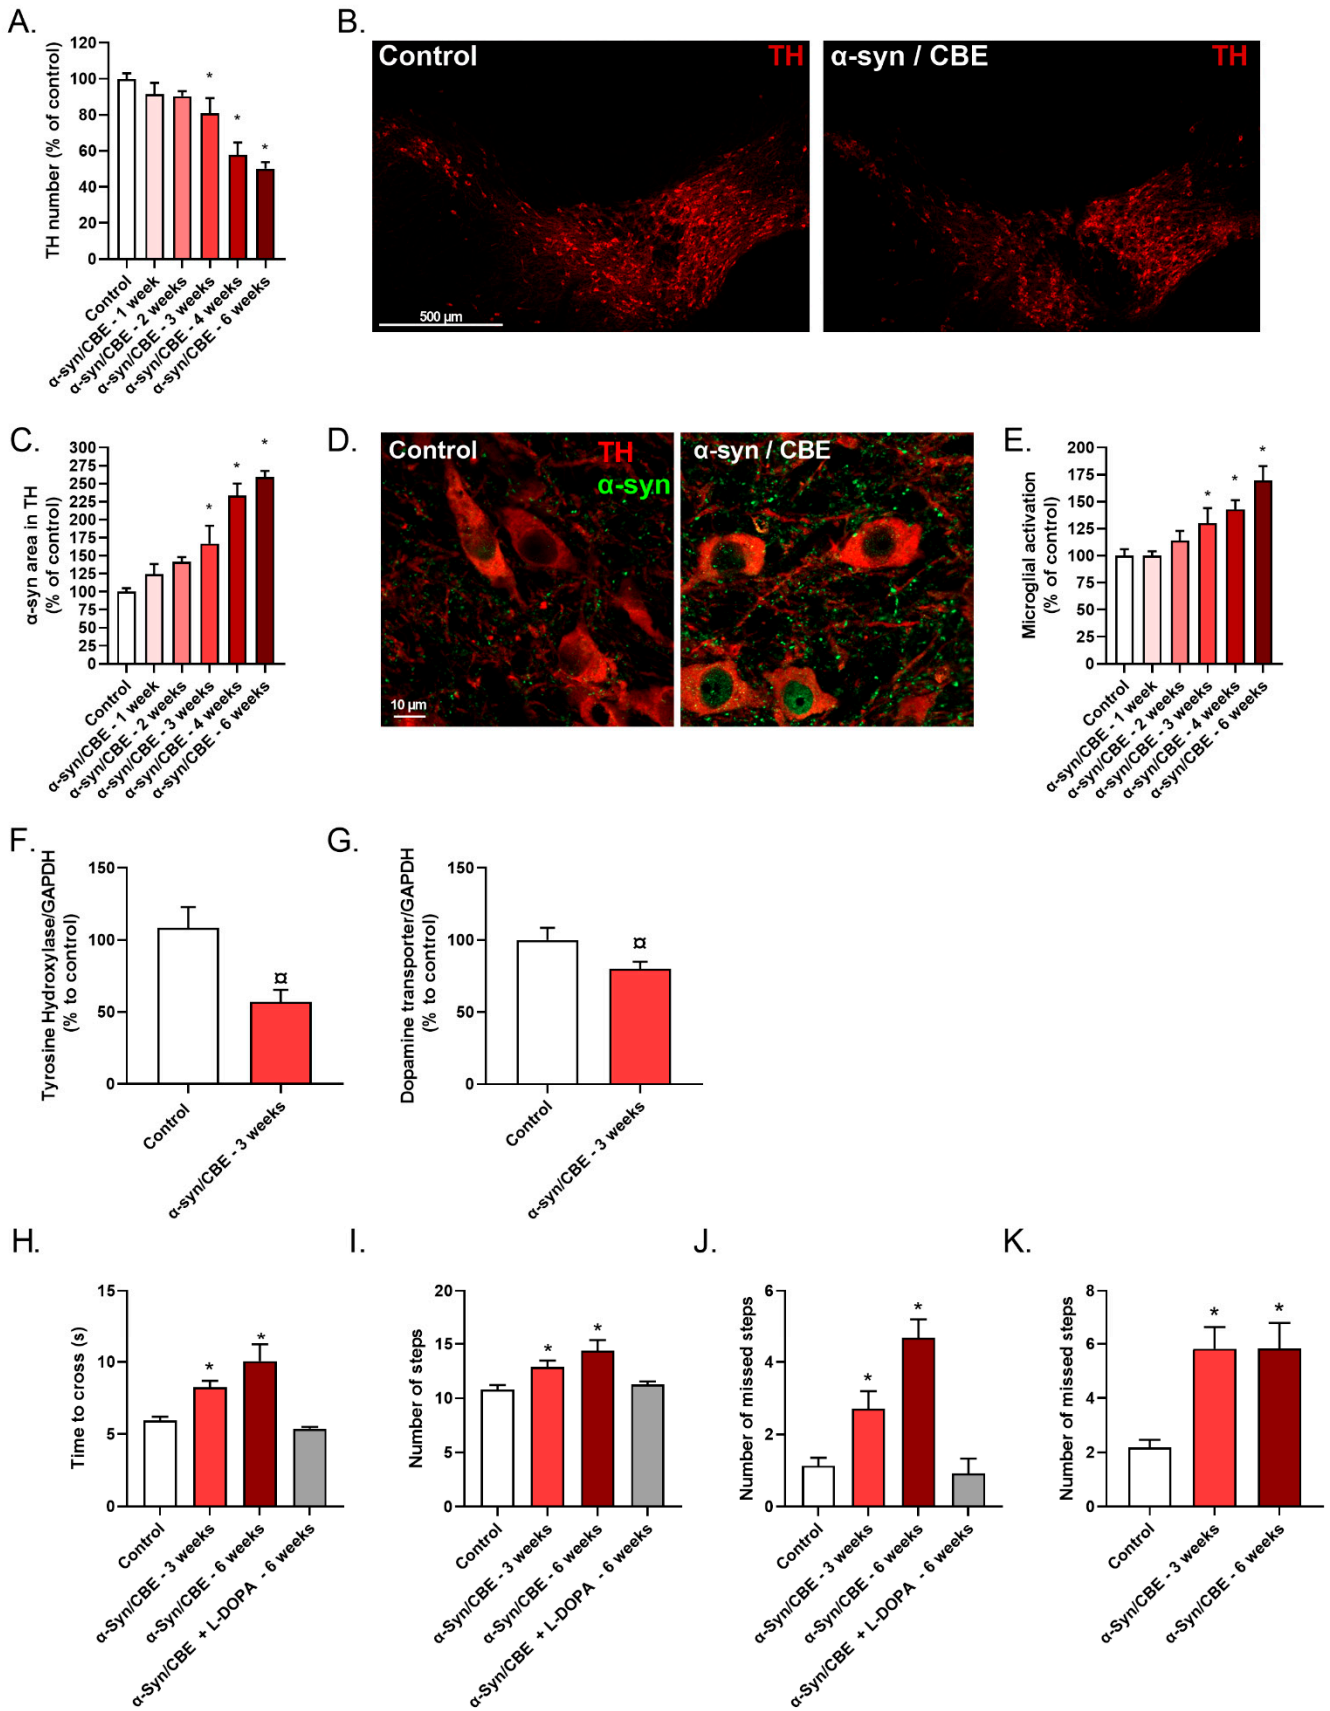 A.
TH number (% of control)
120
100
80
60
40
20
0
*
*
*
Control
α-syn/CBE - 1 week
α-syn/CBE - 2 weeks
α-syn/CBE - 3 weeks
α-syn/CBE - 4 weeks
α-syn/CBE - 6 weeks
B.
Control
TH
500 µm
α-syn / CBE
TH
C.
α-syn area in TH
(% of control)
300
275
250
225
200
175
150
125
100
75
50
25
0
*
*
*
Control
α-syn/CBE - 1 week
α-syn/CBE - 2 weeks
α-syn/CBE - 3 weeks
α-syn/CBE - 4 weeks
α-syn/CBE - 6 weeks
D.
Control
TH
α-syn
10 µm
α-syn / CBE
E.
Microglial activation
(% of control)
200
175
150
125
100
75
50
25
0
*
*
*
Control
α-syn/CBE - 1 week
α-syn/CBE - 2 weeks
α-syn/CBE - 3 weeks
α-syn/CBE - 4 weeks
α-syn/CBE - 6 weeks
F.
Tyrosine Hydroxylase/GAPDH
(% to control)
150
100
50
0
¤
Control
α-syn/CBE - 3 weeks
G.
Dopamine transporter/GAPDH
(% to control)
150
100
50
0
¤
Control
α-syn/CBE - 3 weeks
H.
Time to cross (s)
15
10
5
0
*
*
Control
α-Syn/CBE - 3 weeks
α-Syn/CBE - 6 weeks
α-Syn/CBE + L-DOPA - 6 weeks
I.
Number of steps
20
15
10
5
0
*
*
Control
α-Syn/CBE - 3 weeks
α-Syn/CBE - 6 weeks
α-Syn/CBE + L-DOPA - 6 weeks
J.
Number of missed steps
6
4
2
0
*
*
Control
α-Syn/CBE - 3 weeks
α-Syn/CBE - 6 weeks
α-Syn/CBE + L-DOPA - 6 weeks
K.
Number of missed steps
8
6
4
2
0
*
*
Control
α-Syn/CBE - 3 weeks
α-Syn/CBE - 6 weeks